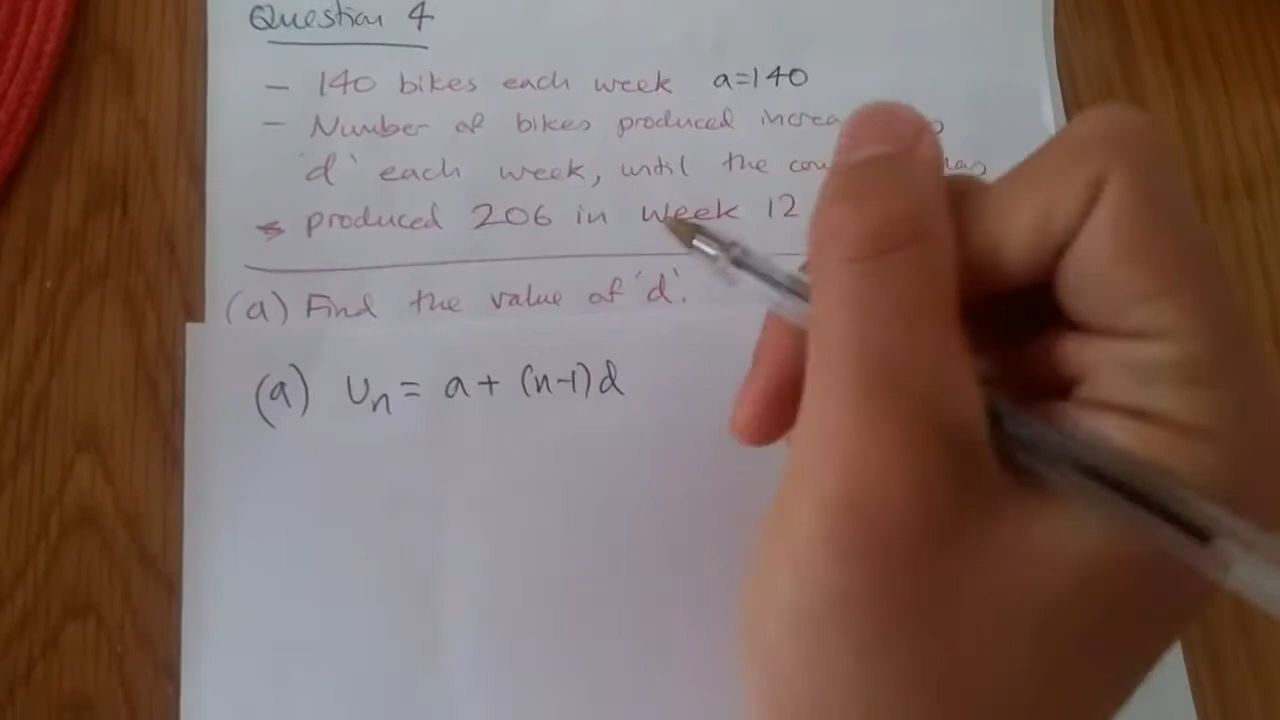 Question 4
– 140 bikes each week a=140
– Number of bikes produced
'd' each week, until the
produced 206 in week 12
(a) Find the value of 'd'.
(a) Un = a + (n-1)d